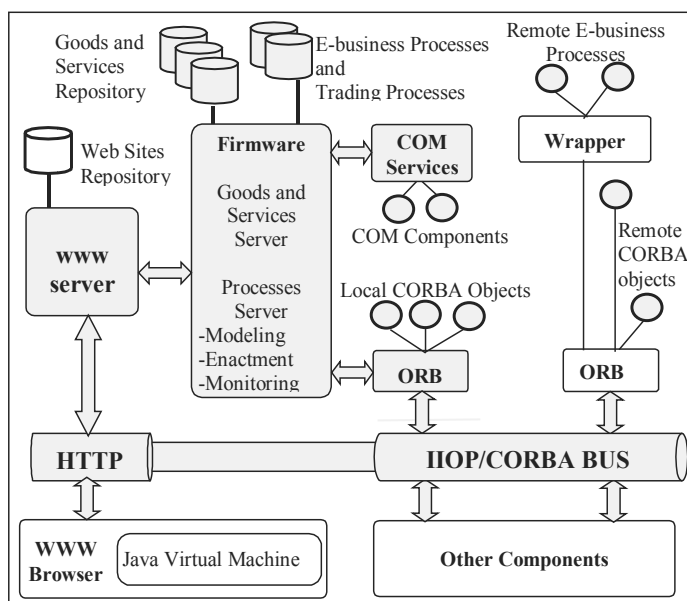 Goods and
Services
Repository
E-business Processes
and
Trading Processes
Remote E-business
Processes
Web Sites
Repository
Firmware
Goods and
Services
Server
Processes
Server
-Modeling
-Enactment
-Monitoring
COM
Services
COM Components
Wrapper
Remote
CORBA
objects
www
server
Local CORBA Objects
ORB
ORB
HTTP
IIOP/CORBA BUS
WWW
Browser
Java Virtual Machine
Other Components